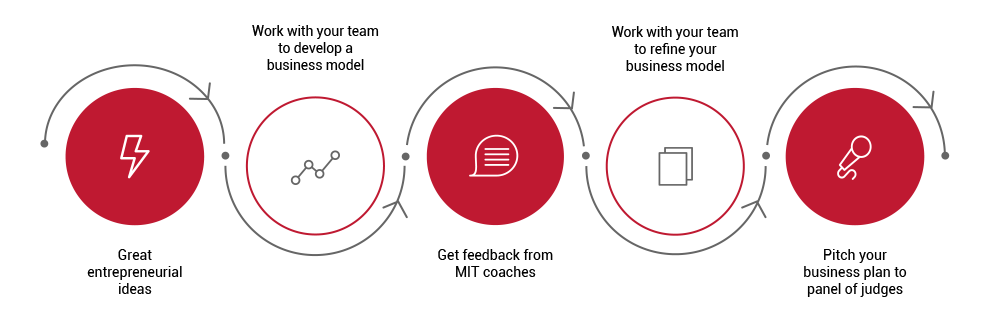 Great
entrepreneurial
ideas
Work with your team
to develop a
business model
Get feedback from
MIT coaches
Work with your team
to refine your
business model
Pitch your
business plan to
panel of judges